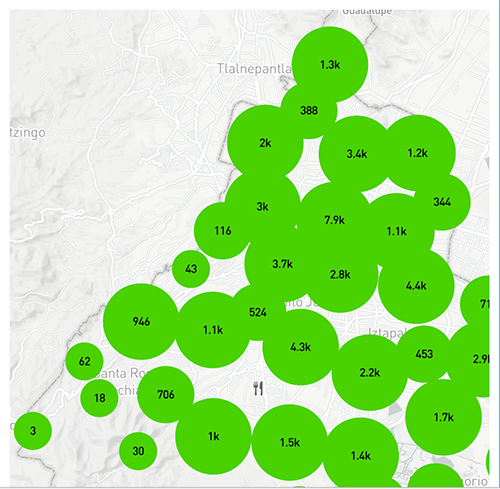 Guadalupe
Tlalnepantla
1.3k
388
tzingo
2k
3.4k
1.2k
3k
344
7.9k
116
1.1k
3.7k
43
2.8k
4.4k
71
946
1.1k
524
4.3k
Iztapal
453
2.9k
62
2.2k
Santa Ro
18
706
1.7k
3
1k
1.5k
30
1.4k
orio